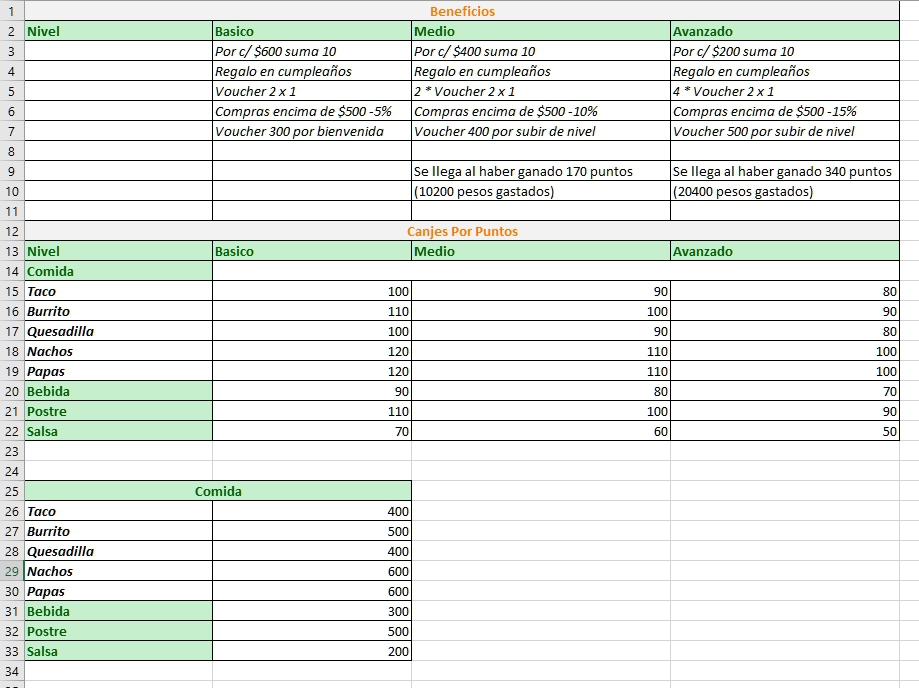 1 Beneficios
2 Nivel Basico Medio Avanzado
3 Por c/ $600 suma 10 Por c/ $400 suma 10 Por c/ $200 suma 10
4 Regalo en cumpleaños Regalo en cumpleaños Regalo en cumpleaños
5 Voucher 2 x 1 2 * Voucher 2 x 1 4 * Voucher 2 x 1
6 Compras encima de $500 -5% Compras encima de $500 -10% Compras encima de $500 -15%
7 Voucher 300 por bienvenida Voucher 400 por subir de nivel Voucher 500 por subir de nivel
8
9 Se llega al haber ganado 170 puntos Se llega al haber ganado 340 puntos
10 (10200 pesos gastados) (20400 pesos gastados)
11
12 Canjes Por Puntos
13 Nivel Basico Medio Avanzado
14 Comida
15 Taco 100 90 80
16 Burrito 110 100 90
17 Quesadilla 100 90 80
18 Nachos 120 110 100
19 Papas 120 110 100
20 Bebida 90 80 70
21 Postre 110 100 90
22 Salsa 70 60 50
23
24
25 Comida
26 Taco 400
27 Burrito 500
28 Quesadilla 400
29 Nachos 600
30 Papas 600
31 Bebida 300
32 Postre 500
33 Salsa 200
34